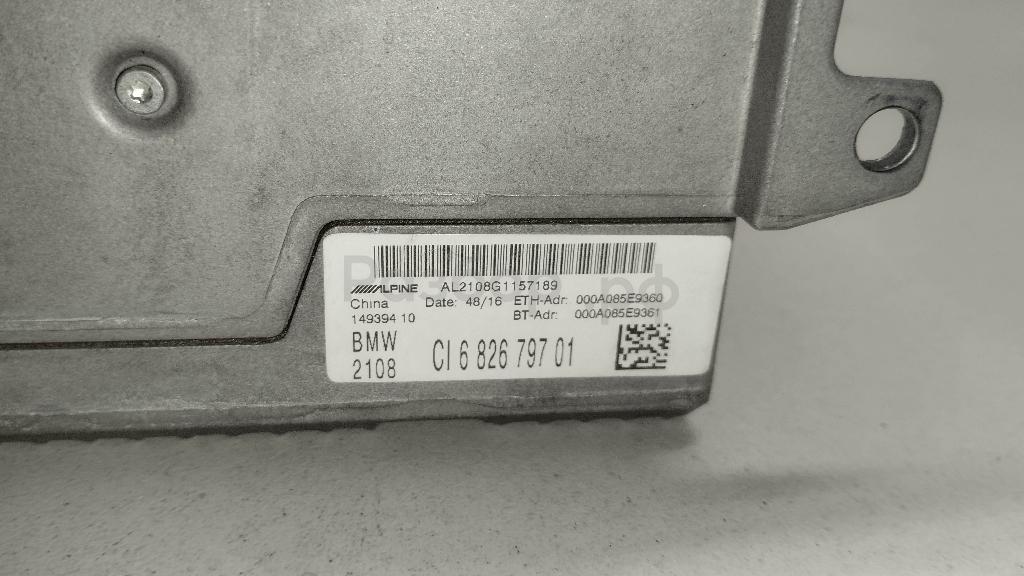 ALPINE AL2108G1157189
China Date: 48/16 ETH-Adr: 000A085E9360
149394 10 BT-Adr: 000A085E9361
BMW
2108 CI 6 826 797 01